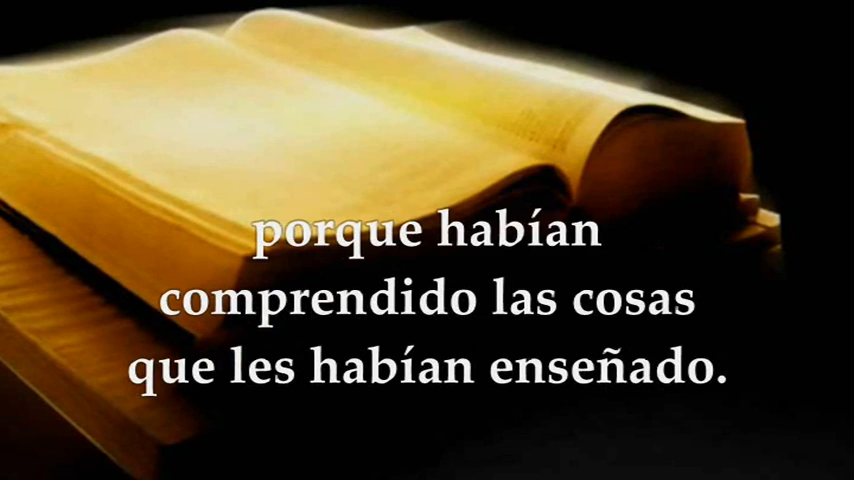 porque habían
comprendido las cosas
que les habían enseñado.